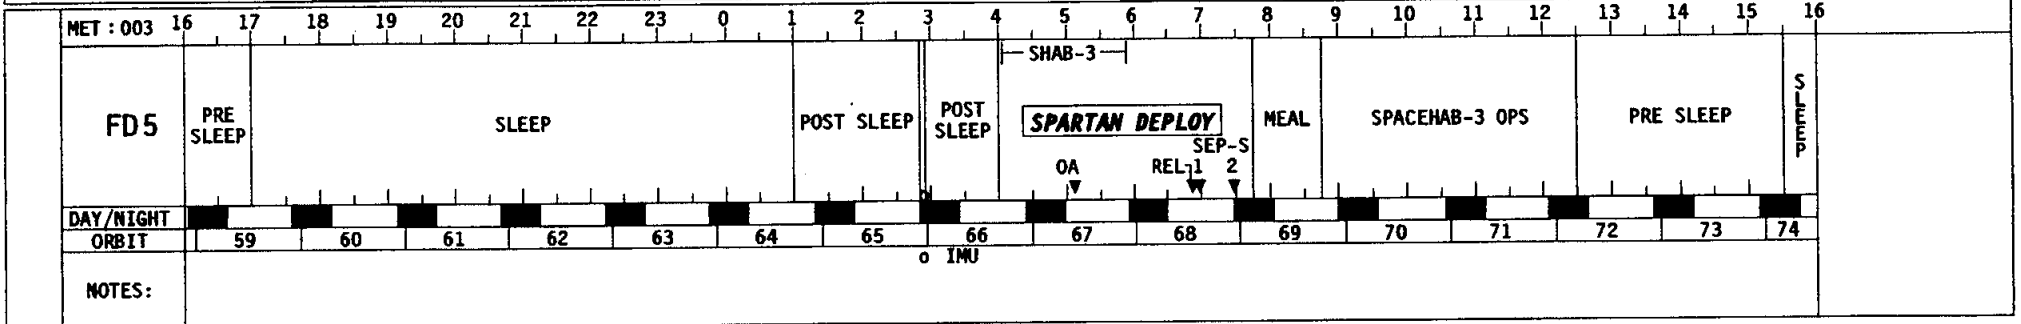 MET : 003 16 17 18 19 20 21 22 23 0 1 2 3 4 5 6 7 8 9 10 11 12 13 14 15 16
SHAB-3
FD5 PRE SLEEP SLEEP POST SLEEP POST SLEEP SPARTAN DEPLOY MEAL SPACEHAB-3 OPS PRE SLEEP SLEEP
SEP-S
OA REL 1 2
DAY/NIGHT
ORBIT 59 60 61 62 63 64 65 66 67 68 69 70 71 72 73 74
o IMU
NOTES: